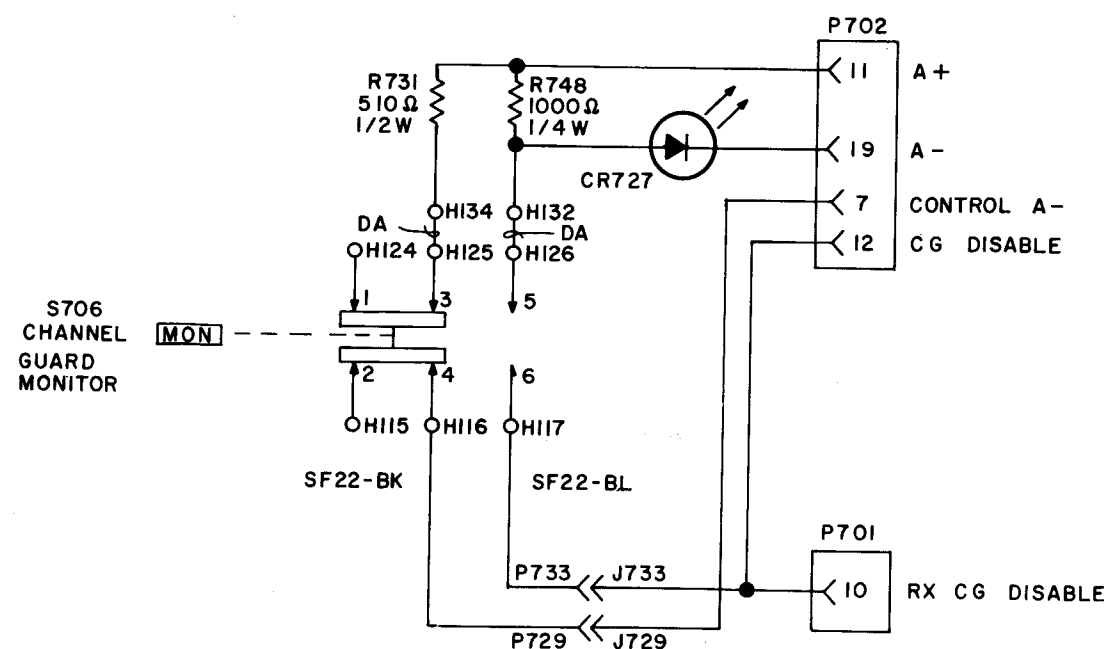 P702
11 A+
R731
510Ω
1/2W
R748
1000Ω
1/4W
19 A-
CR727
7 CONTROL A-
H134
H132
DA
DA
12 CG DISABLE
H124
H125
H126
1
3
5
S706
CHANNEL
GUARD
MONITOR
MON
2
4
6
H115
H116
H117
SF22-BK
SF22-BL
P701
P733
J733
10 RX CG DISABLE
P729
J729